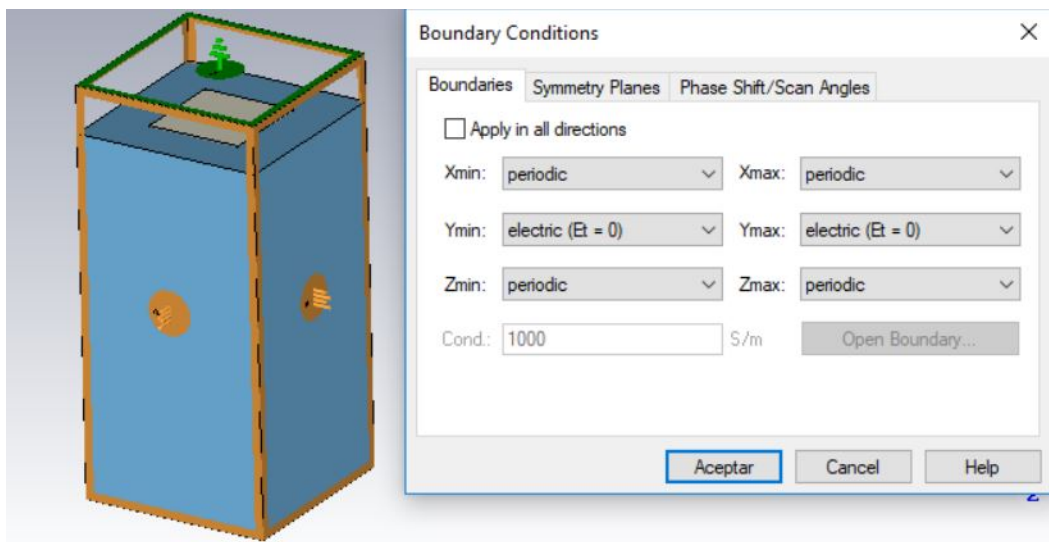 Boundary Conditions
Boundaries Symmetry Planes Phase Shift/Scan Angles
Apply in all directions
Xmin: periodic Xmax: periodic
Ymin: electric (Et = 0) Ymax: electric (Et = 0)
Zmin: periodic Zmax: periodic
Cond.: 1000 S/m Open Boundary...
Aceptar Cancel Help
z